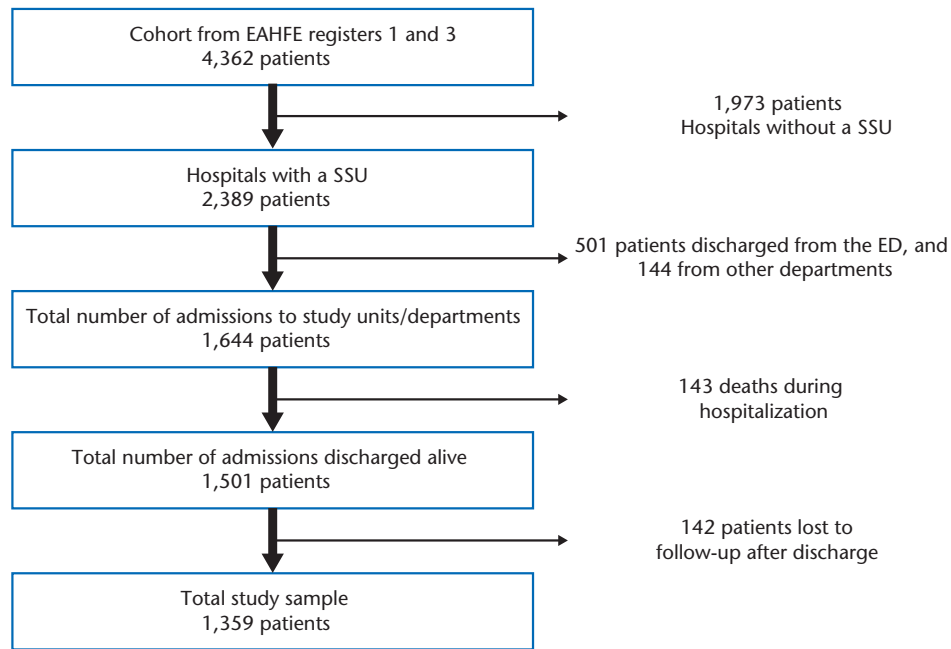 Cohort from EAHFE registers 1 and 3
4,362 patients
1,973 patients
Hospitals without a SSU
Hospitals with a SSU
2,389 patients
501 patients discharged from the ED, and
144 from other departments
Total number of admissions to study units/departments
1,644 patients
143 deaths during
hospitalization
Total number of admissions discharged alive
1,501 patients
142 patients lost to
follow-up after discharge
Total study sample
1,359 patients